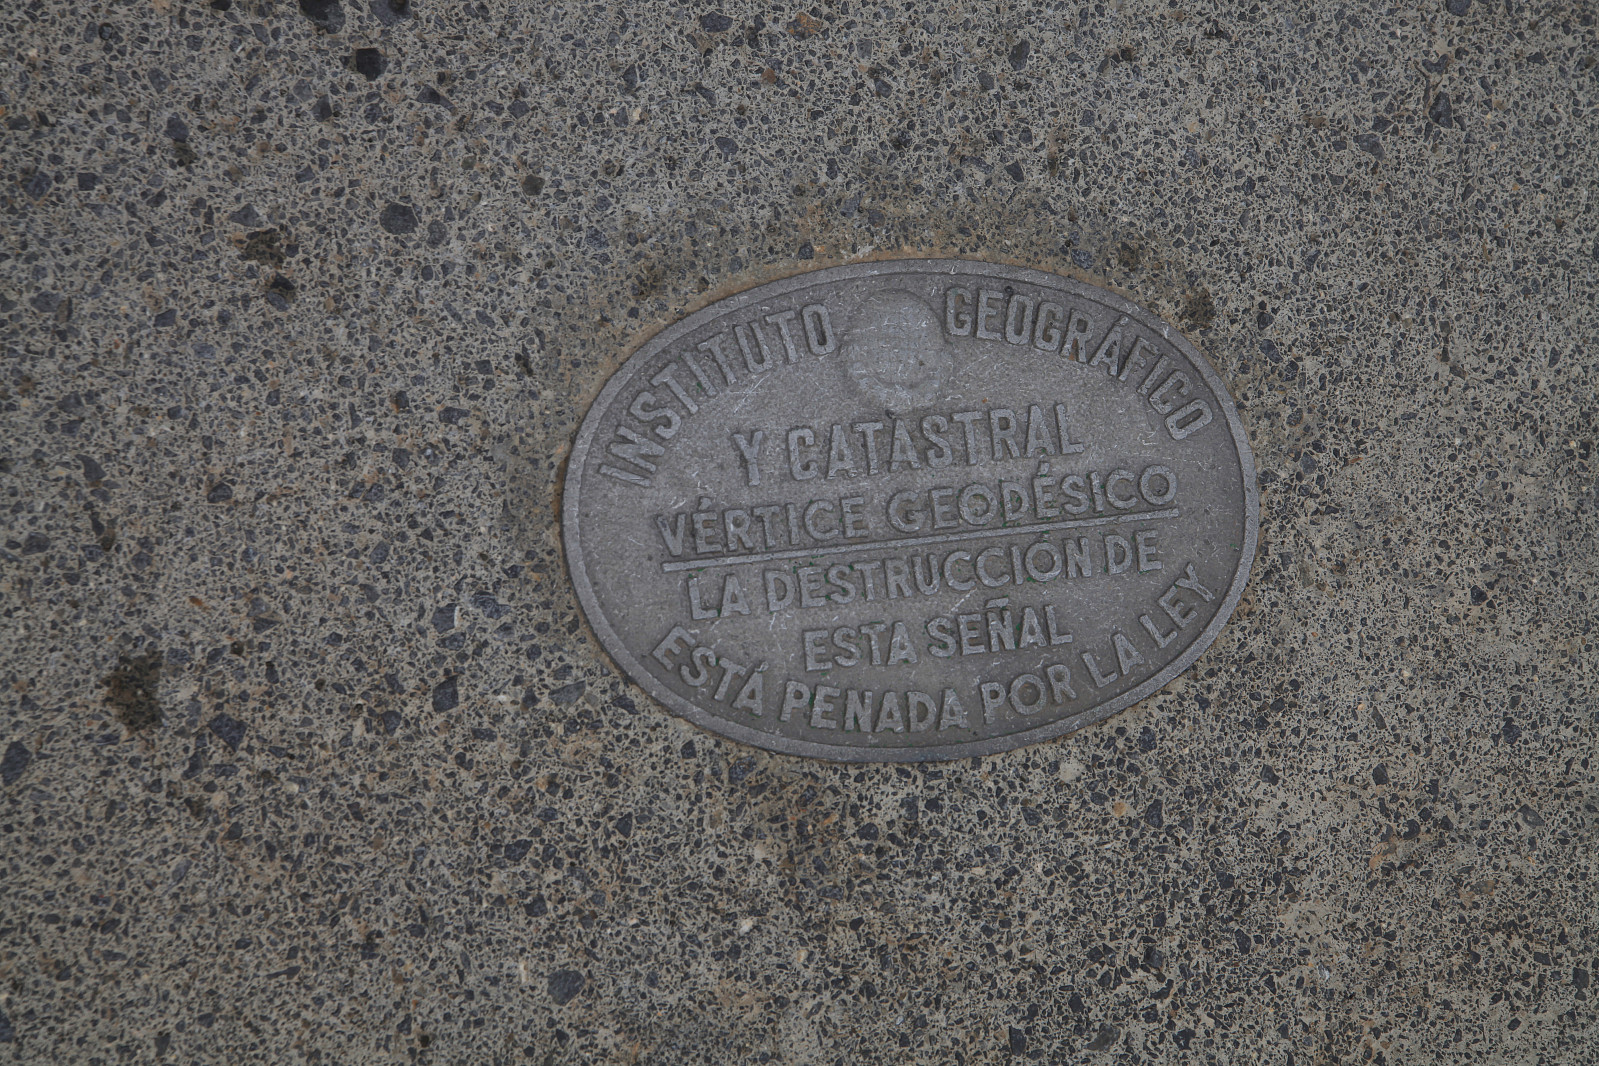 INSTITUTO GEOGRÁFICO
Y CATASTRAL
VÉRTICE GEODÉSICO
LA DESTRUCCIÓN DE
ESTA SEÑAL
ESTÁ PENADA POR LA LEY